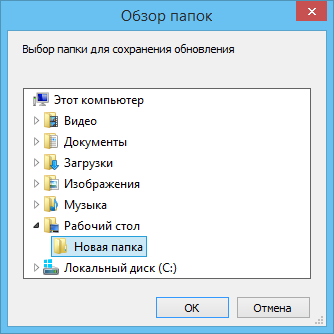 Обзор папок
Выбор папки для сохранения обновления
Этот компьютер
Видео
Документы
Загрузки
Изображения
Музыка
Рабочий стол
Новая папка
Локальный диск (C:)
ОК
Отмена